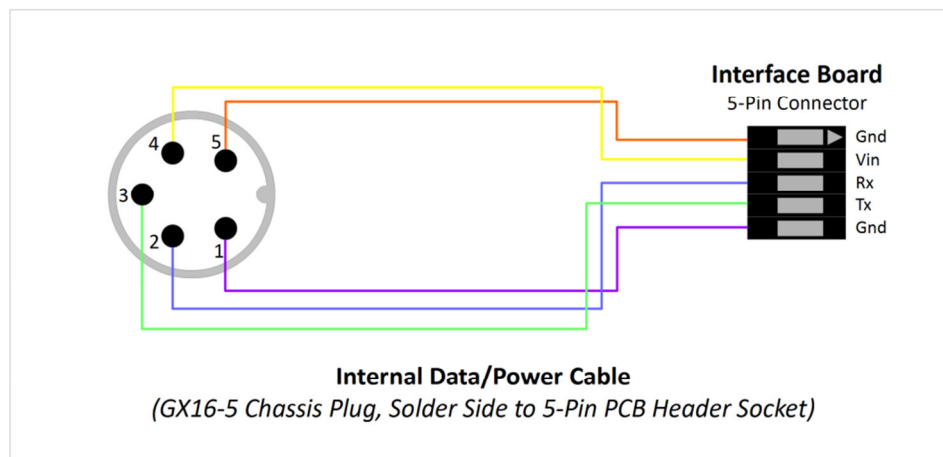 Interface Board
5-Pin Connector
4
5
3
2
1
Gnd
Vin
Rx
Tx
Gnd
Internal Data/Power Cable
(GX16-5 Chassis Plug, Solder Side to 5-Pin PCB Header Socket)